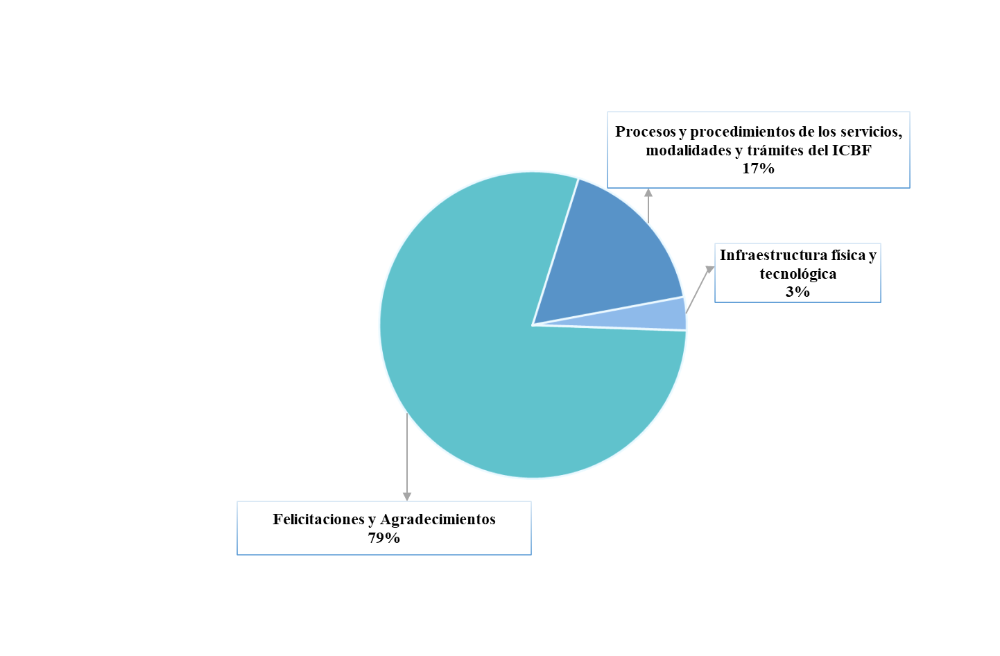 Procesos y procedimientos de los servicios,
modalidades y trámites del ICBF
17%
Infraestructura física y
tecnológica
3%
Felicitaciones y Agradecimientos
79%